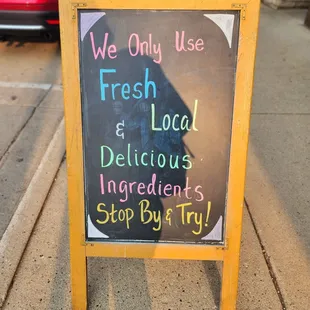 We Only Use
Fresh
& Local
Delicious
Ingredients
Stop By & Try!